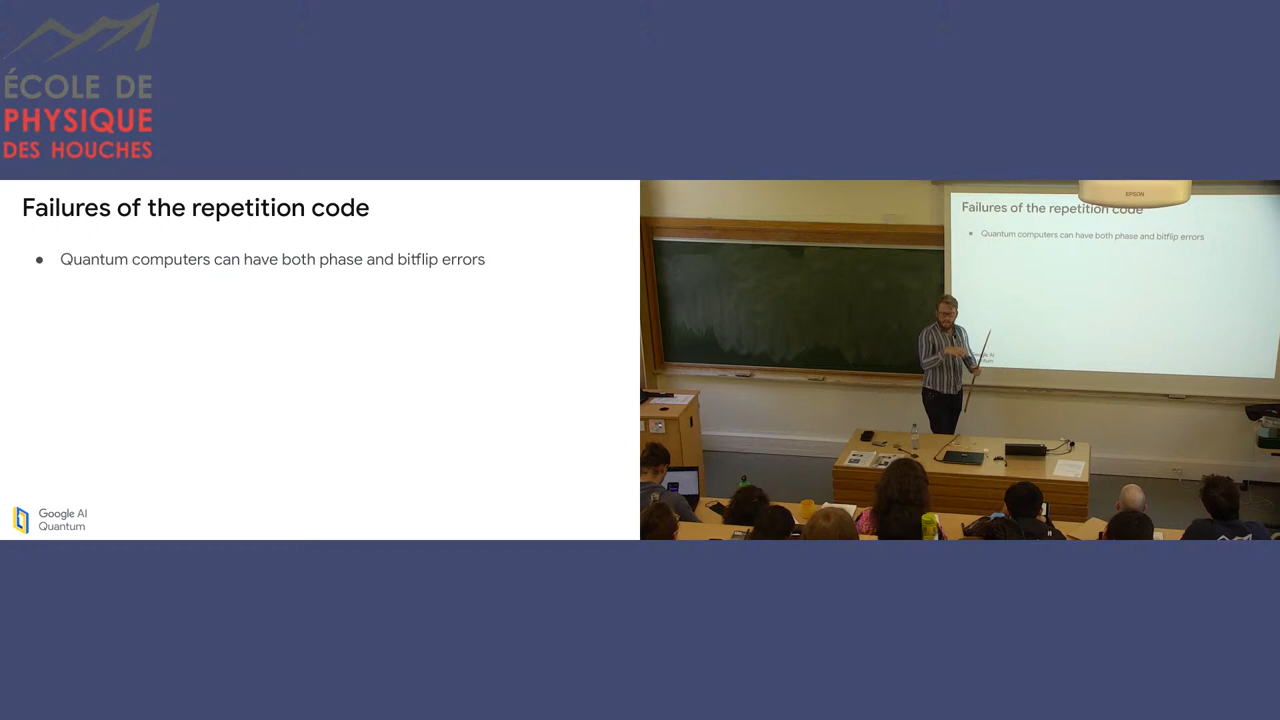 ÉCOLE DE
PHYSIQUE
DES HOUCHES
Failures of the repetition code
● Quantum computers can have both phase and bitflip errors
Google AI
Quantum
EPSON
Failures of the repetition code
Quantum computers can have both phase and bitflip errors